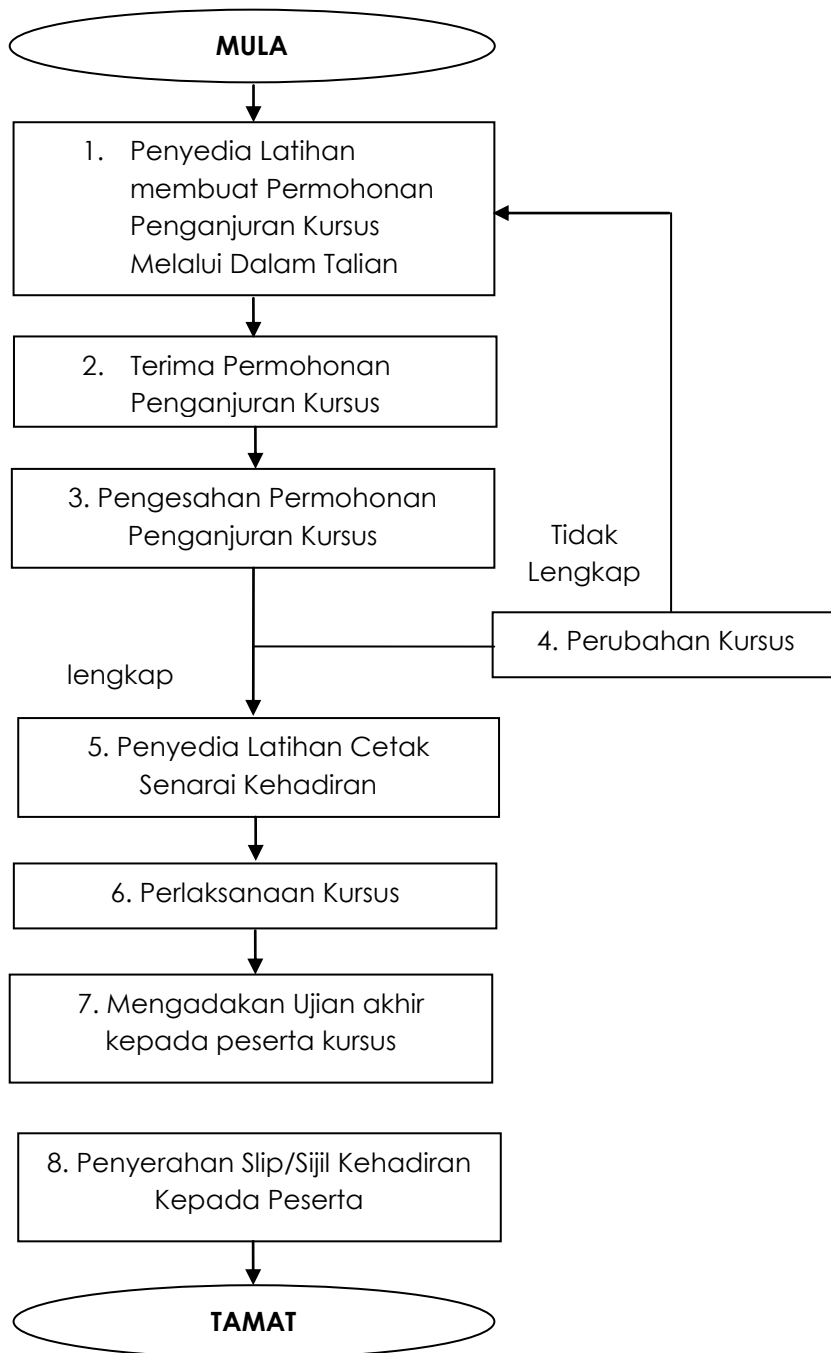 MULA
1. Penyedia Latihan
membuat Permohonan
Penganjuran Kursus
Melalui Dalam Talian
2. Terima Permohonan
Penganjuran Kursus
3. Pengesahan Permohonan
Penganjuran Kursus
Tidak
Lengkap
4. Perubahan Kursus
lengkap
5. Penyedia Latihan Cetak
Senarai Kehadiran
6. Perlaksanaan Kursus
7. Mengadakan Ujian akhir
kepada peserta kursus
8. Penyerahan Slip/Sijil Kehadiran
Kepada Peserta
TAMAT